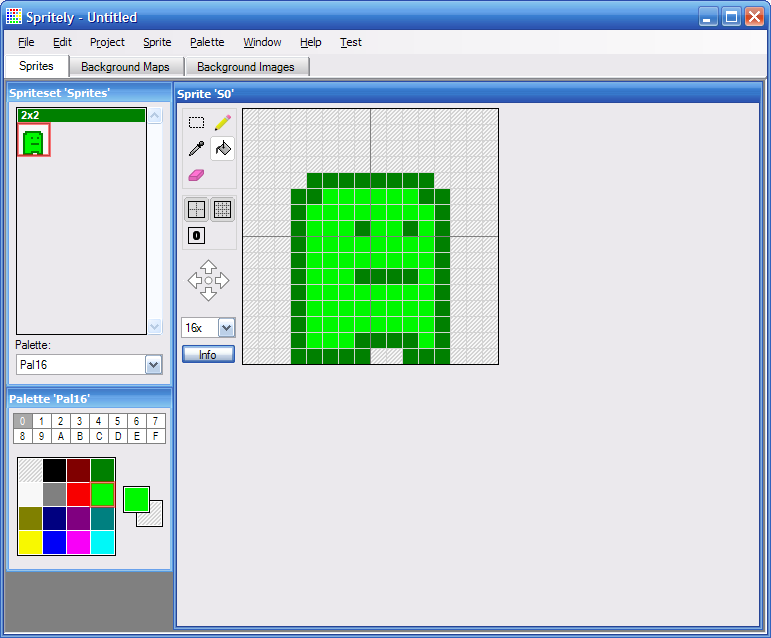 Spritely - Untitled
File Edit Project Sprite Palette Window Help Test
Sprites Background Maps Background Images
Spriteset 'Sprites'
2x2
Palette:
Pal16
Palette 'Pal16'
0 1 2 3 4 5 6 7
8 9 A B C D E F
Sprite 'S0'
0
16x
Info